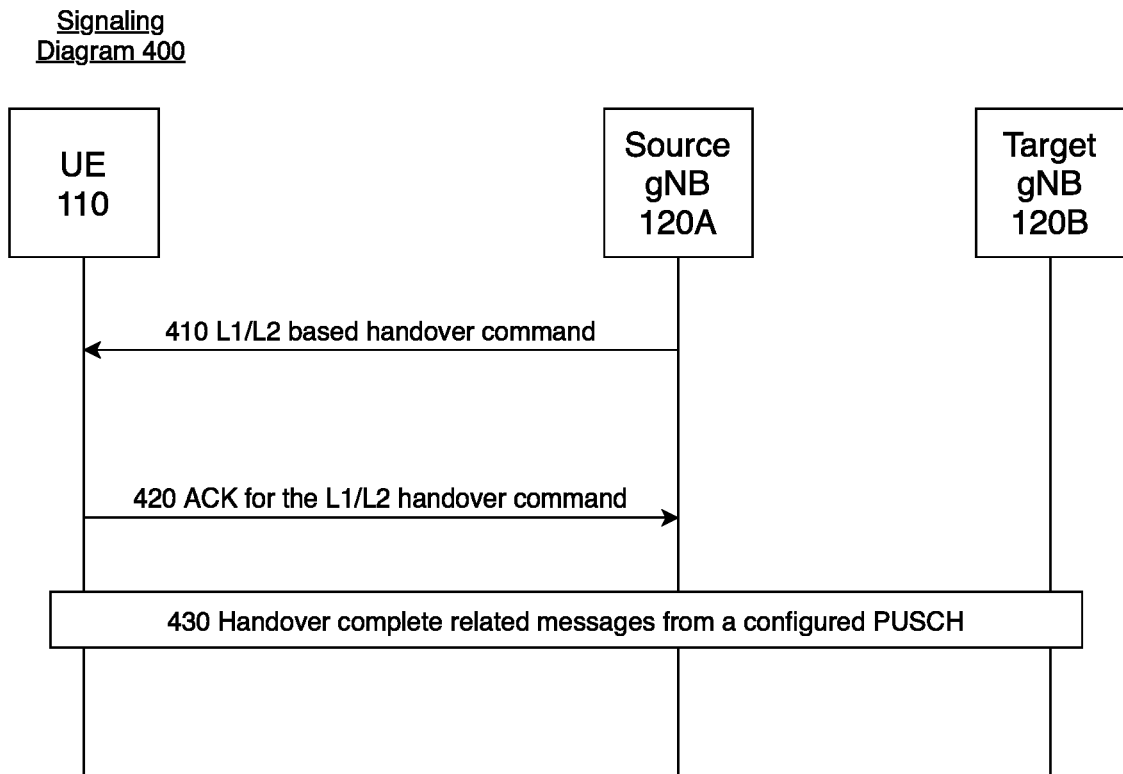 Signaling
Diagram 400
UE
110
Source
gNB
120A
Target
gNB
120B
410 L1/L2 based handover command
420 ACK for the L1/L2 handover command
430 Handover complete related messages from a configured PUSCH